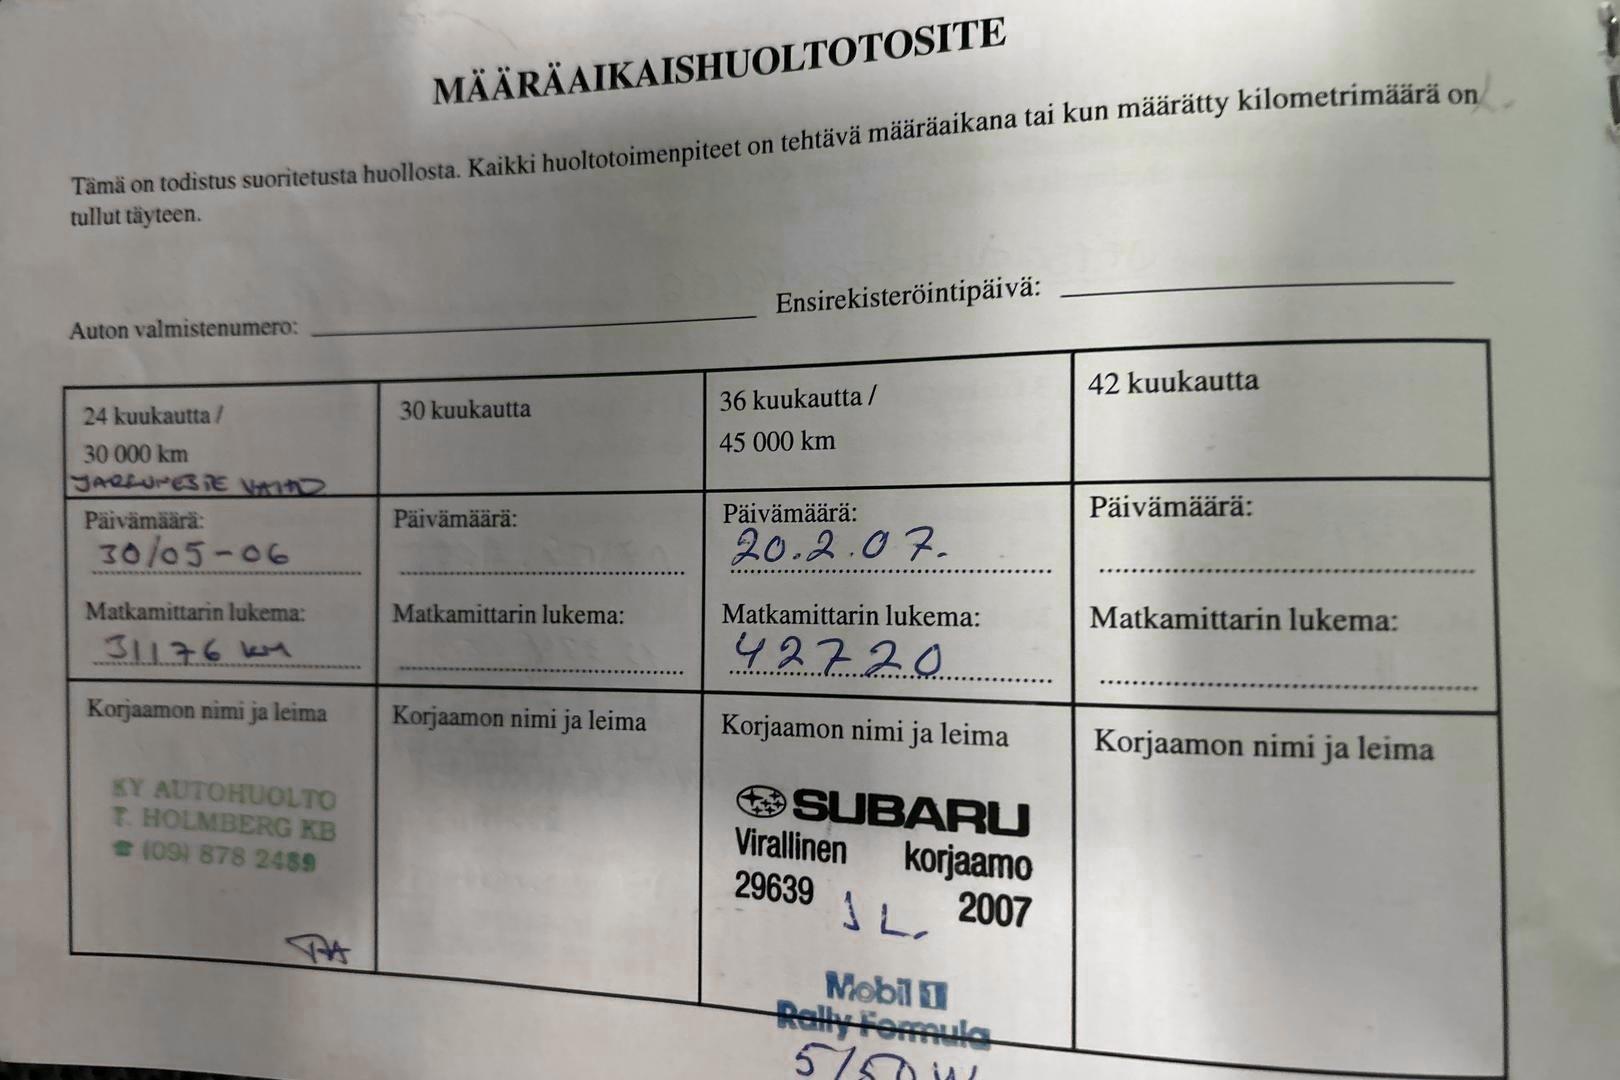 MÄÄRÄAIKAISHUOLTOTOSITE
Tämä on todistus suoritetusta huollosta. Kaikki huoltotoimenpiteet on tehtävä määräaikana tai kun määrätty kilometrimäärä on
tullut täyteen.
Auton valmistenumero:
Ensirekisteröintipäivä:
24 kuukautta /
30 000 km
JARRUNESTE
Päivämäärä:
30/05-06
Matkamittarin lukema:
31176 km
Korjaamon nimi ja leima
KY AUTOHUOLTO
T. HOLMBERG KB
☎ (09) 878 2489
30 kuukautta
Päivämäärä:
Matkamittarin lukema:
Korjaamon nimi ja leima
36 kuukautta /
45 000 km
Päivämäärä:
20.2.07.
Matkamittarin lukema:
42720
Korjaamon nimi ja leima
SUBARU
Virallinen korjaamo
29639 JL. 2007
Mobil 1
Rally Formula
5/50W
42 kuukautta
Päivämäärä:
Matkamittarin lukema:
Korjaamon nimi ja leima